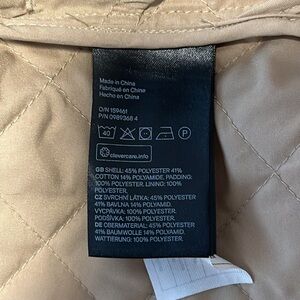 Made in China
Fabriqué en Chine
Hecho en China
O/N 159461
P/N 0989368 4
40
P
clevercare.info
GB SHELL: 45% POLYESTER 41%
COTTON 14% POLYAMIDE, PADDING:
100% POLYESTER. LINING: 100%
POLYESTER.
CZ SVRCHNÍ LÁTKA: 45% POLYESTER
41% BAVLNA 14% POLYAMID.
VYCPÁVKA: 100% POLYESTER.
PODŠÍVKA: 100% POLYESTER.
DE OBERMATERIAL: 45% POLYESTER
41% BAUMWOLLE 14% POLYAMID.
WATTIERUNG: 100% POLYESTER.